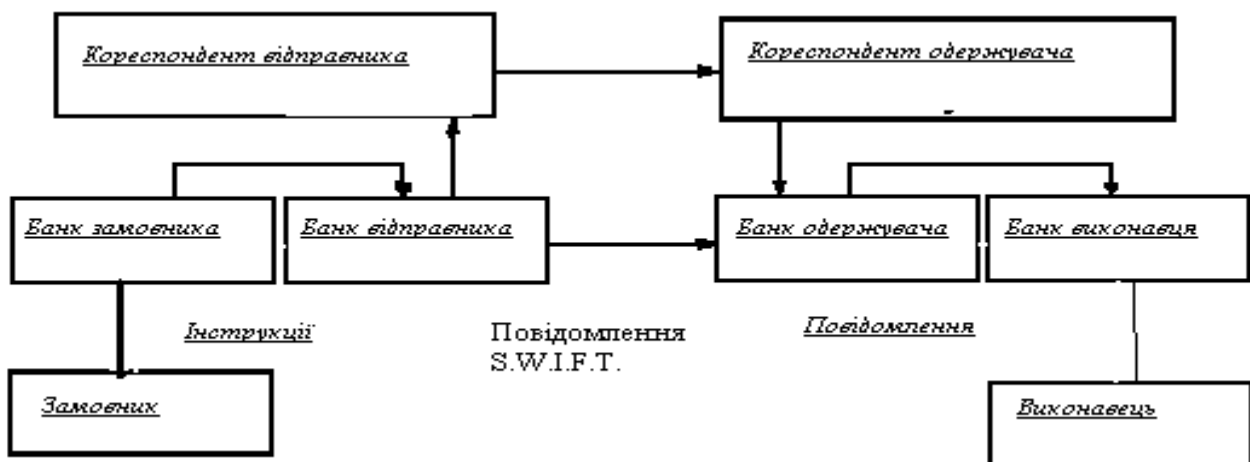 Кореспондент відправника
Кореспондент одержувача
Банк замовника
Банк відправника
Банк одержувача
Банк виконавця
Інструкції
Повідомлення
S.W.I.F.T.
Повідомлення
Замовник
Виконавець